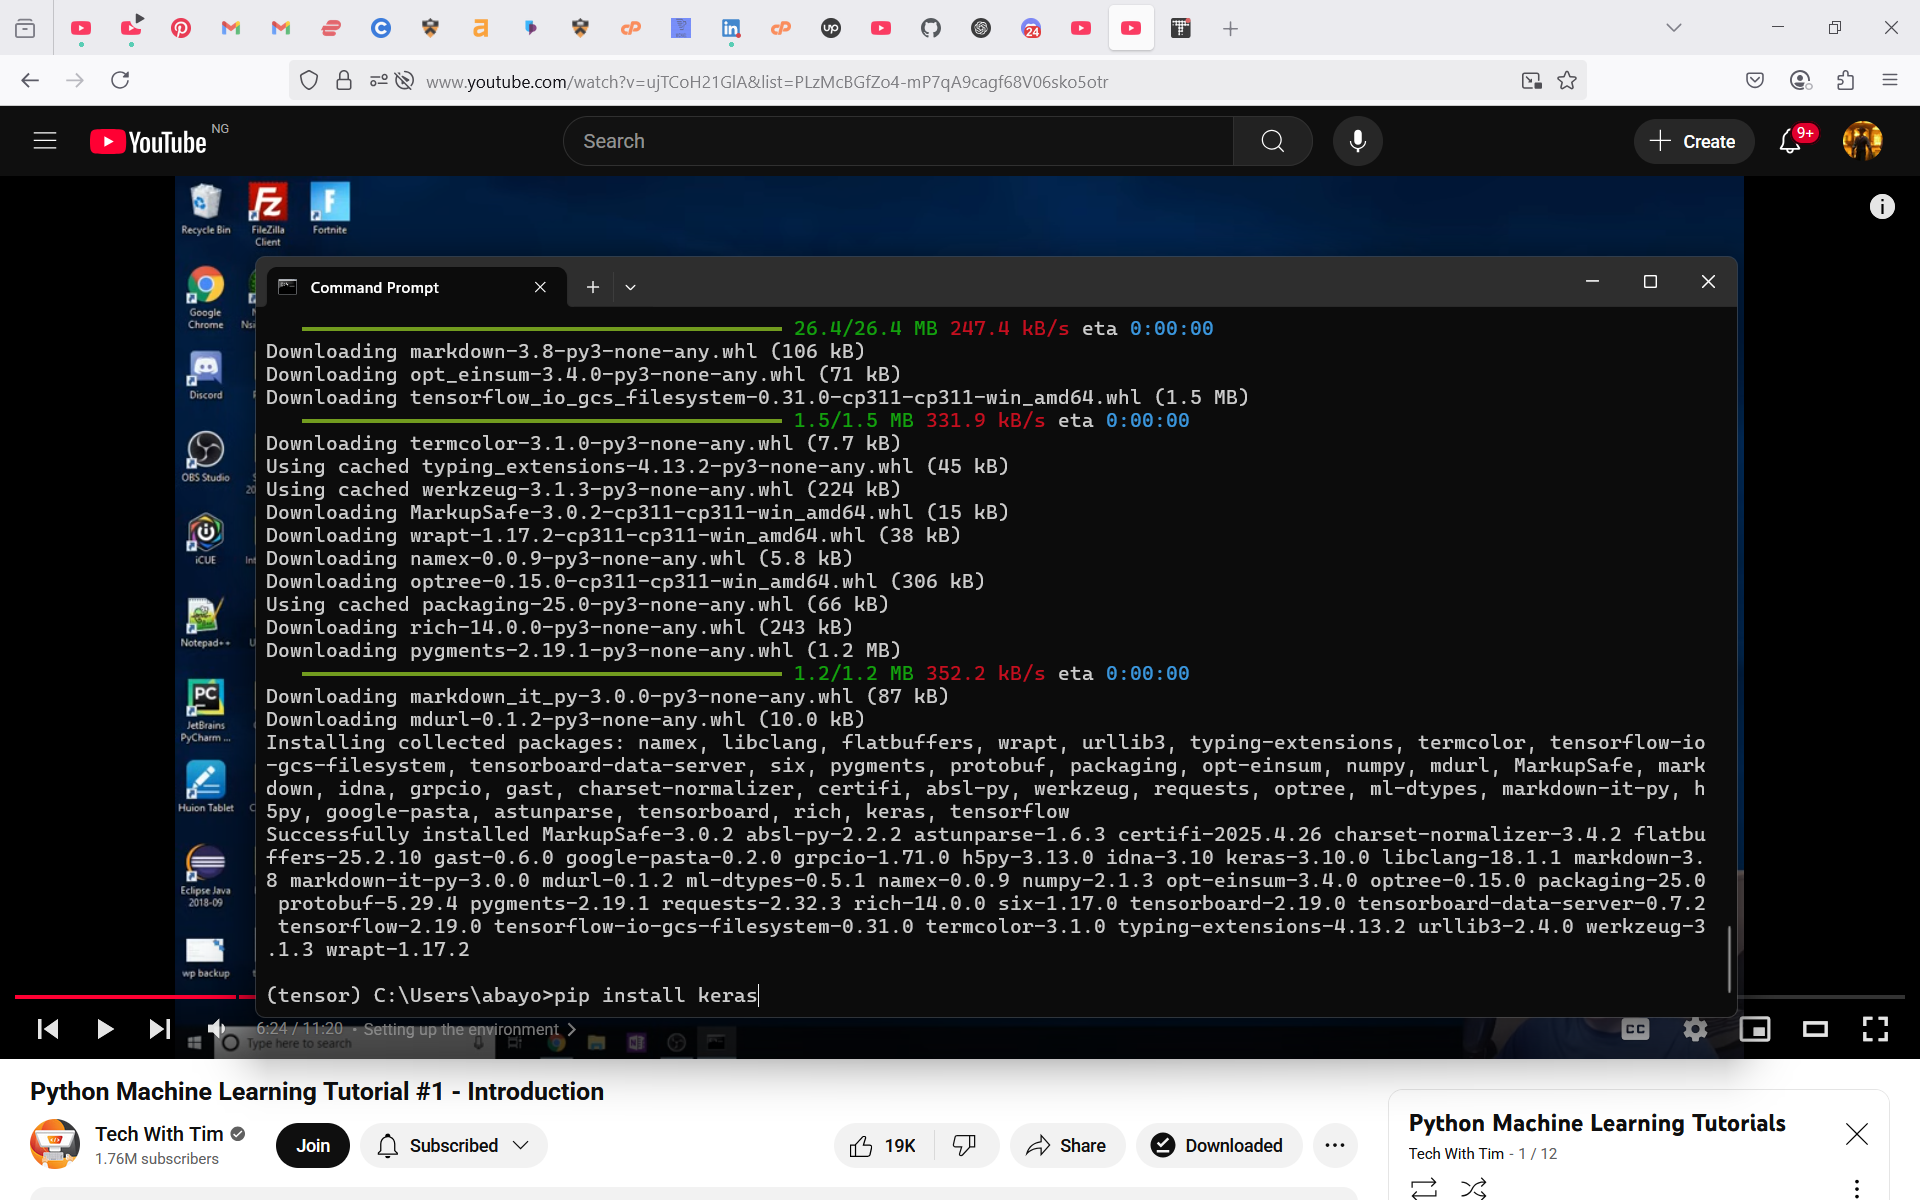 24
www.youtube.com/watch?v=ujTCoH21GlA&list=PLzMcBGfZo4-mP7qA9cagf68V06sko5otr
YouTube NG
Search
Create
9+
Recycle Bin
FileZilla Client
Fortnite
Google Chrome
Discord
OBS Studio
iCUE
Notepad++
JetBrains PyCharm ...
Huion Tablet
Eclipse Java 2018-09
wp backup
Command Prompt
26.4/26.4 MB 247.4 kB/s eta 0:00:00
Downloading markdown-3.8-py3-none-any.whl (106 kB)
Downloading opt_einsum-3.4.0-py3-none-any.whl (71 kB)
Downloading tensorflow_io_gcs_filesystem-0.31.0-cp311-cp311-win_amd64.whl (1.5 MB)
1.5/1.5 MB 331.9 kB/s eta 0:00:00
Downloading termcolor-3.1.0-py3-none-any.whl (7.7 kB)
Using cached typing_extensions-4.13.2-py3-none-any.whl (45 kB)
Using cached werkzeug-3.1.3-py3-none-any.whl (224 kB)
Downloading MarkupSafe-3.0.2-cp311-cp311-win_amd64.whl (15 kB)
Downloading wrapt-1.17.2-cp311-cp311-win_amd64.whl (38 kB)
Downloading namex-0.0.9-py3-none-any.whl (5.8 kB)
Downloading optree-0.15.0-cp311-cp311-win_amd64.whl (306 kB)
Using cached packaging-25.0-py3-none-any.whl (66 kB)
Downloading rich-14.0.0-py3-none-any.whl (243 kB)
Downloading pygments-2.19.1-py3-none-any.whl (1.2 MB)
1.2/1.2 MB 352.2 kB/s eta 0:00:00
Downloading markdown_it_py-3.0.0-py3-none-any.whl (87 kB)
Downloading mdurl-0.1.2-py3-none-any.whl (10.0 kB)
Installing collected packages: namex, libclang, flatbuffers, wrapt, urllib3, typing-extensions, termcolor, tensorflow-io
-gcs-filesystem, tensorboard-data-server, six, pygments, protobuf, packaging, opt-einsum, numpy, mdurl, MarkupSafe, mark
down, idna, grpcio, gast, charset-normalizer, certifi, absl-py, werkzeug, requests, optree, ml-dtypes, markdown-it-py, h
5py, google-pasta, astunparse, tensorboard, rich, keras, tensorflow
Successfully installed MarkupSafe-3.0.2 absl-py-2.2.2 astunparse-1.6.3 certifi-2025.4.26 charset-normalizer-3.4.2 flatbu
ffers-25.2.10 gast-0.6.0 google-pasta-0.2.0 grpcio-1.71.0 h5py-3.13.0 idna-3.10 keras-3.10.0 libclang-18.1.1 markdown-3.
8 markdown-it-py-3.0.0 mdurl-0.1.2 ml-dtypes-0.5.1 namex-0.0.9 numpy-2.1.3 opt-einsum-3.4.0 optree-0.15.0 packaging-25.0
protobuf-5.29.4 pygments-2.19.1 requests-2.32.3 rich-14.0.0 six-1.17.0 tensorboard-2.19.0 tensorboard-data-server-0.7.2
tensorflow-2.19.0 tensorflow-io-gcs-filesystem-0.31.0 termcolor-3.1.0 typing-extensions-4.13.2 urllib3-2.4.0 werkzeug-3
.1.3 wrapt-1.17.2
(tensor) C:\Users\abayo>pip install keras
6:24 / 11:20 · Setting up the environment
Type here to search
CC
Python Machine Learning Tutorial #1 - Introduction
Tech With Tim
1.76M subscribers
Join
Subscribed
19K
Share
Downloaded
Python Machine Learning Tutorials
Tech With Tim - 1 / 12